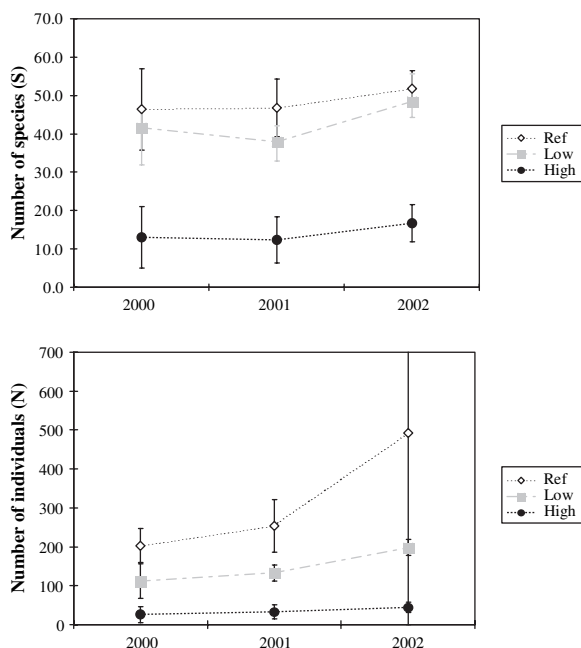 Number of species (S)
70.0
60.0
50.0
40.0
30.0
20.0
10.0
0.0
2000 2001 2002
Ref
Low
High
Number of individuals (N)
700
600
500
400
300
200
100
0
2000 2001 2002
Ref
Low
High